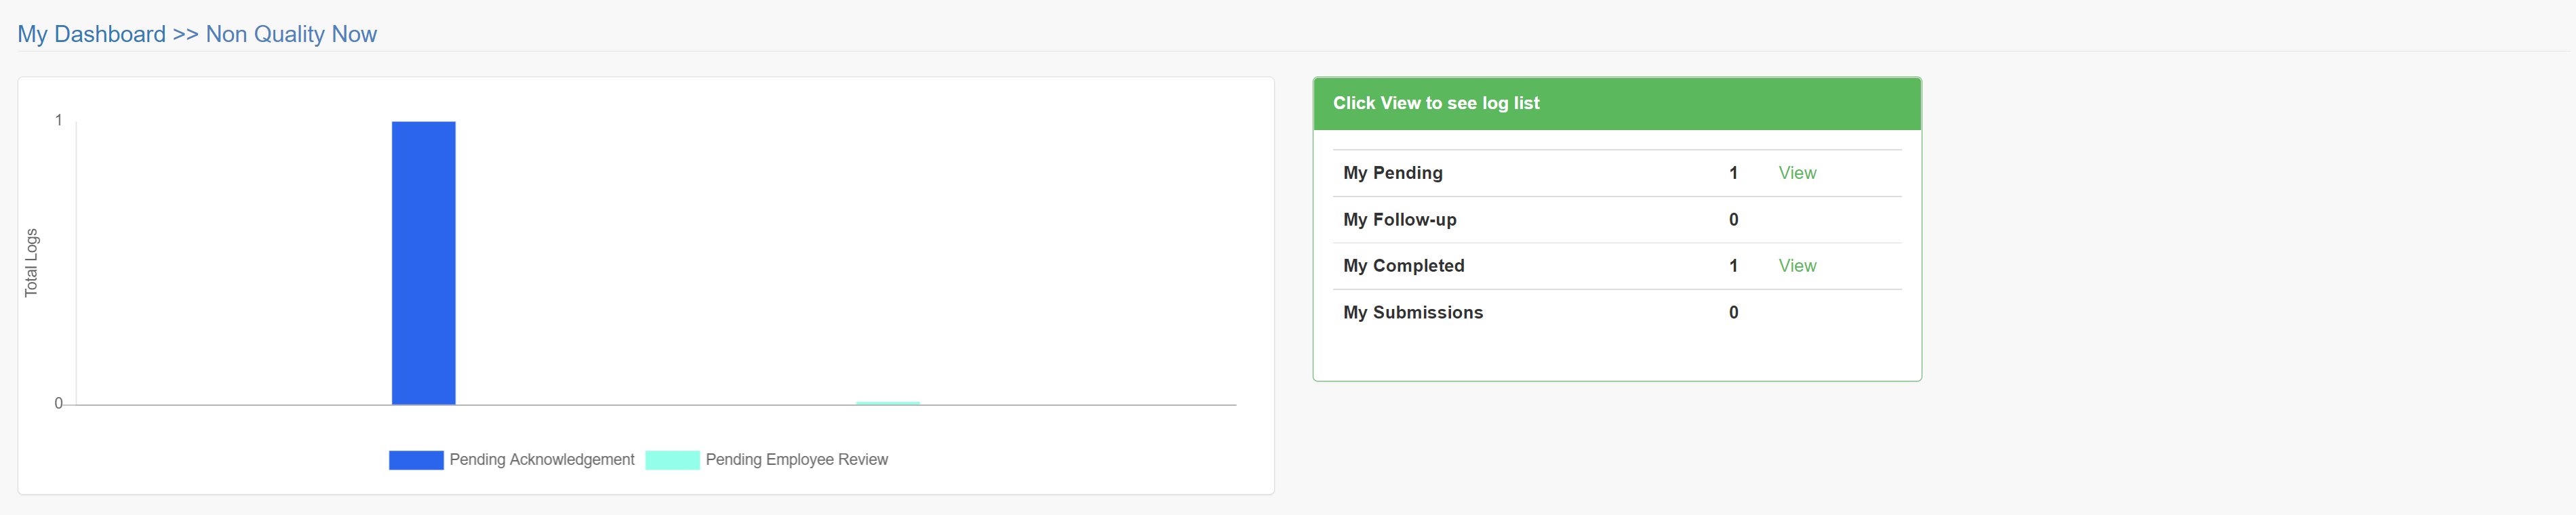 My Dashboard >> Non Quality Now
1
0
Total Logs
Pending Acknowledgement
Pending Employee Review
Click View to see log list
My Pending 1 View
My Follow-up 0
My Completed 1 View
My Submissions 0